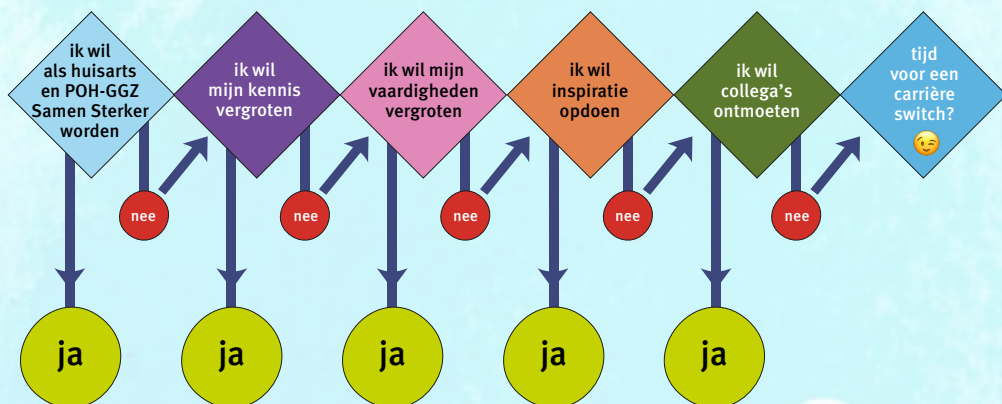 ik wil
als huisarts
en POH-GGZ
Samen Sterker
worden
ik wil
mijn kennis
vergroten
ik wil mijn
vaardigheden
vergroten
ik wil
inspiratie
opdoen
ik wil
collega's
ontmoeten
tijd
voor een
carrière
switch?
nee
nee
nee
nee
nee
ja
ja
ja
ja
ja